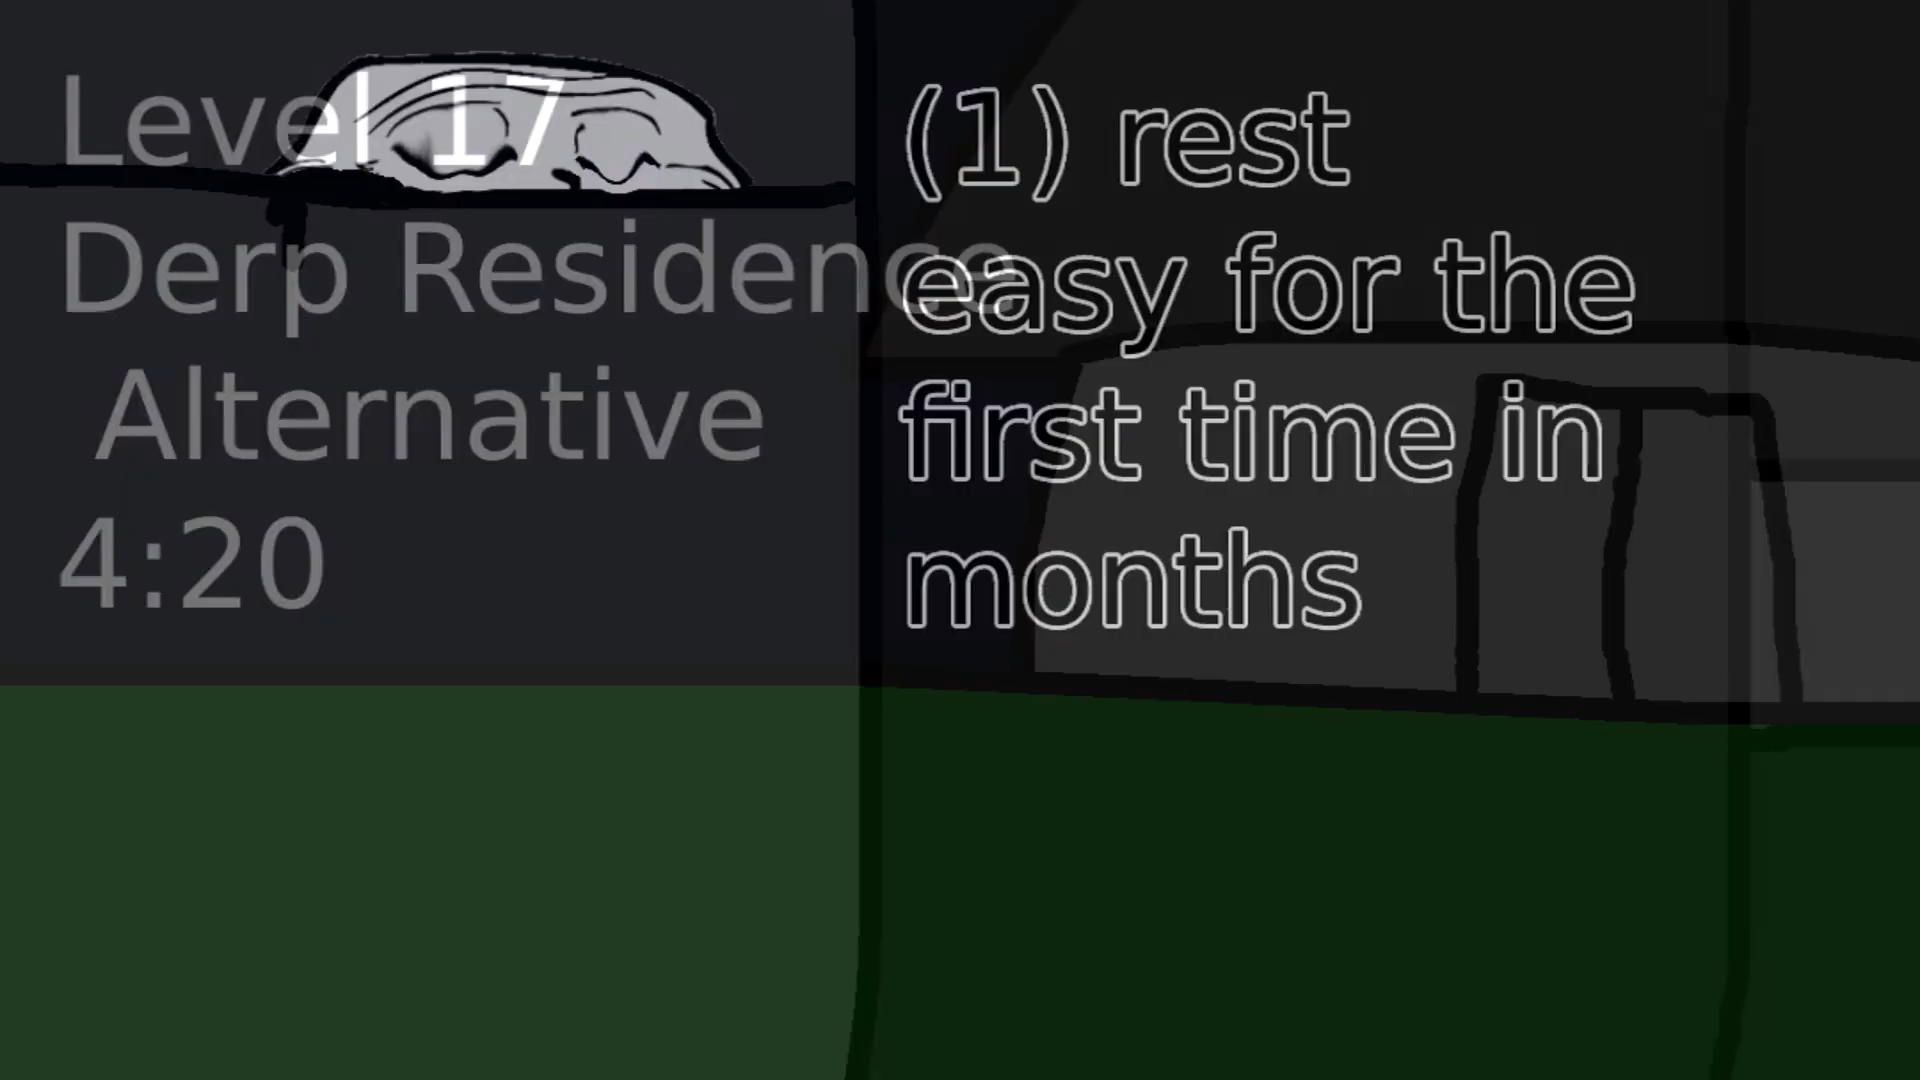 Level 17
Derp Residence
Alternative
4:20
(1) rest
easy for the
first time in
months